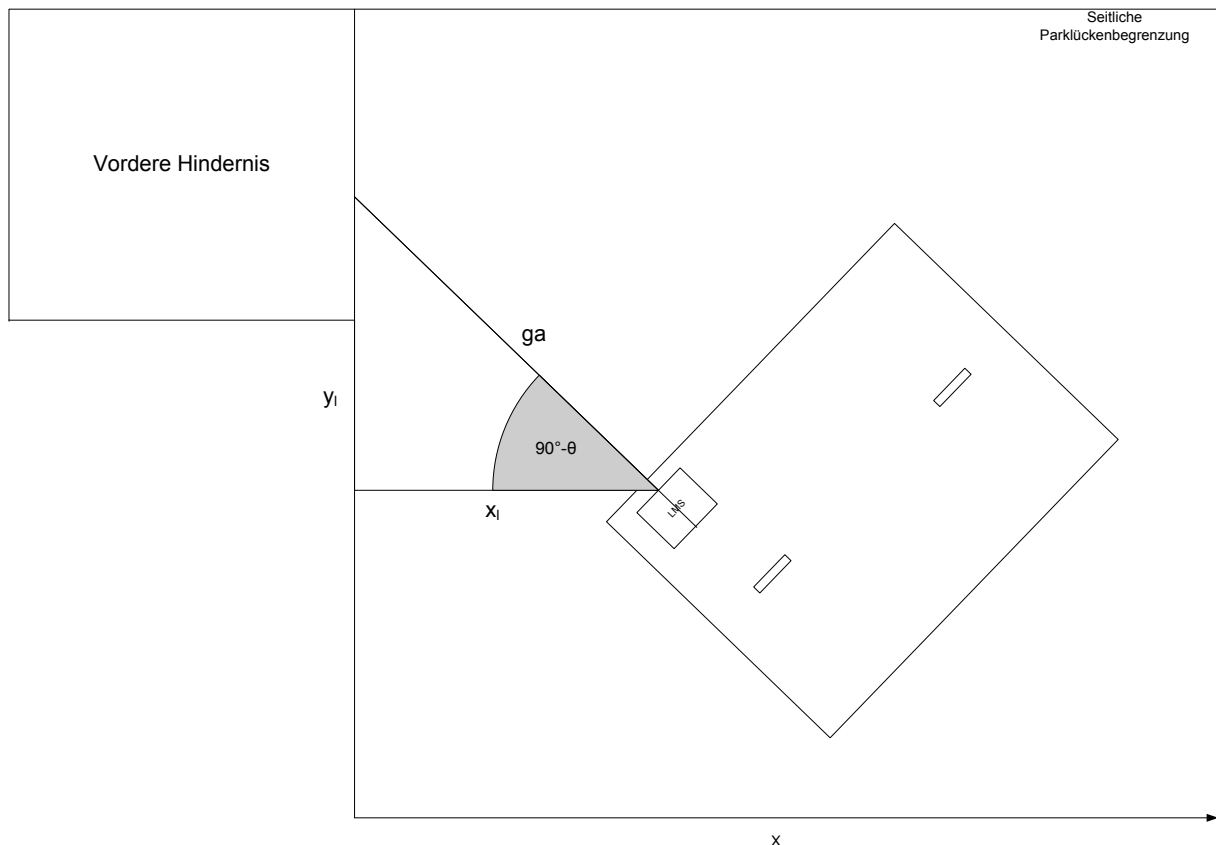 Seitliche
Parklückenbegrenzung
Vordere Hindernis
ga
yl
90°-θ
LMS
xl
x